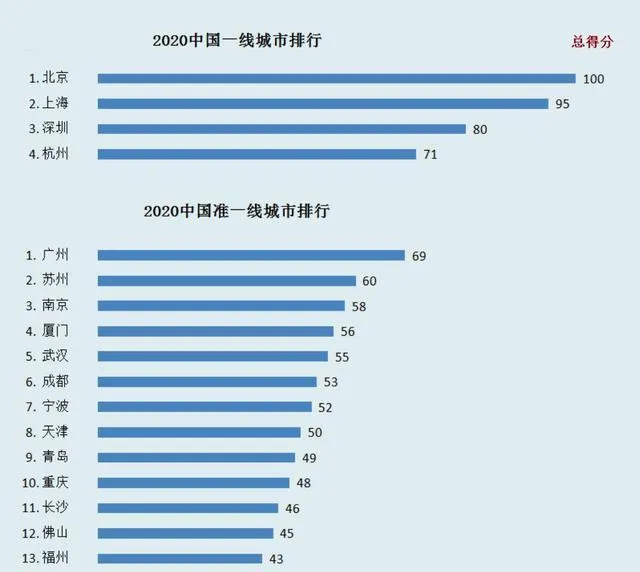 2020中国一线城市排行 总得分
1. 北京 100
2. 上海 95
3. 深圳 80
4. 杭州 71
2020中国准一线城市排行
1. 广州 69
2. 苏州 60
3. 南京 58
4. 厦门 56
5. 武汉 55
6. 成都 53
7. 宁波 52
8. 天津 50
9. 青岛 49
10. 重庆 48
11. 长沙 46
12. 佛山 45
13. 福州 43